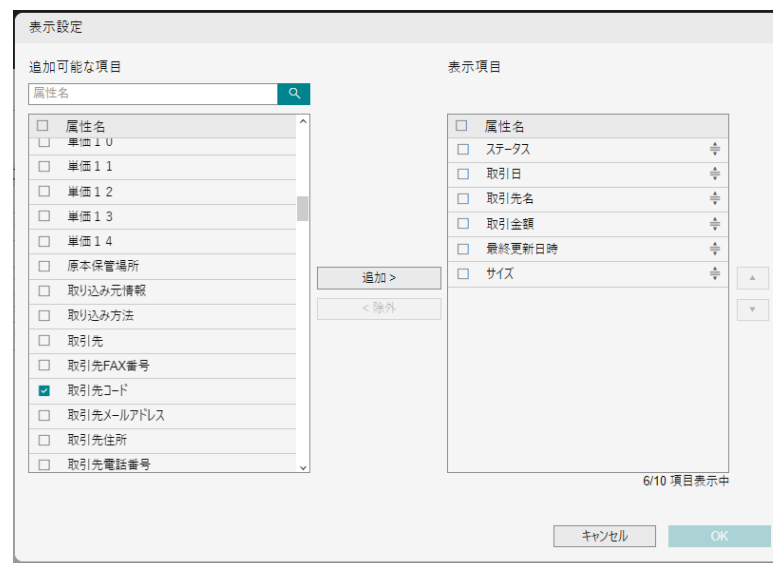 表示設定
追加可能な項目
属性名
属性名
単価１０
単価１１
単価１２
単価１３
単価１４
原本保管場所
取り込み元情報
取り込み方法
取引先
取引先FAX番号
取引先コード
取引先メールアドレス
取引先住所
取引先電話番号
追加 >
< 除外
表示項目
属性名
ステータス
取引日
取引先名
取引金額
最終更新日時
サイズ
6/10 項目表示中
キャンセル
OK